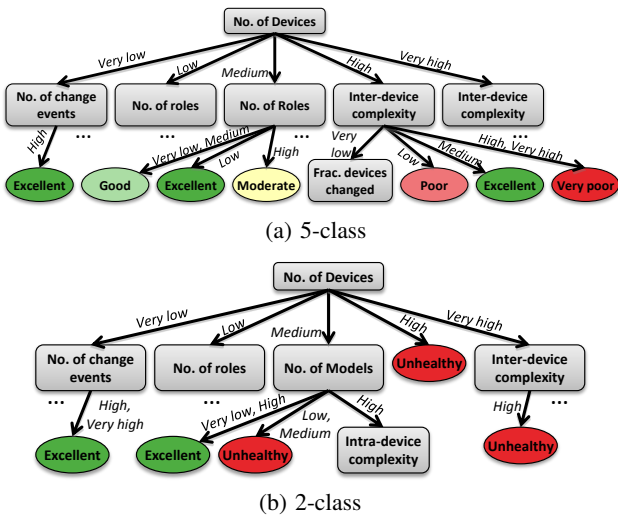 No. of Devices
Very low
Low
Medium
High
Very high
No. of change
events
No. of roles
No. of Roles
Inter-device
complexity
Inter-device
complexity
...
...
...
...
High
Very low, Medium
Low
High
Very
low
Low
Medium
High, Very high
Excellent
Good
Excellent
Moderate
Frac. devices
changed
Poor
Excellent
Very poor
(a) 5-class
No. of Devices
Very low
Low
Medium
High
Very high
No. of change
events
No. of roles
No. of Models
Unhealthy
Inter-device
complexity
...
...
...
High,
Very high
Very low, High
Low,
Medium
High
High
Excellent
Excellent
Unhealthy
Intra-device
complexity
Unhealthy
(b) 2-class